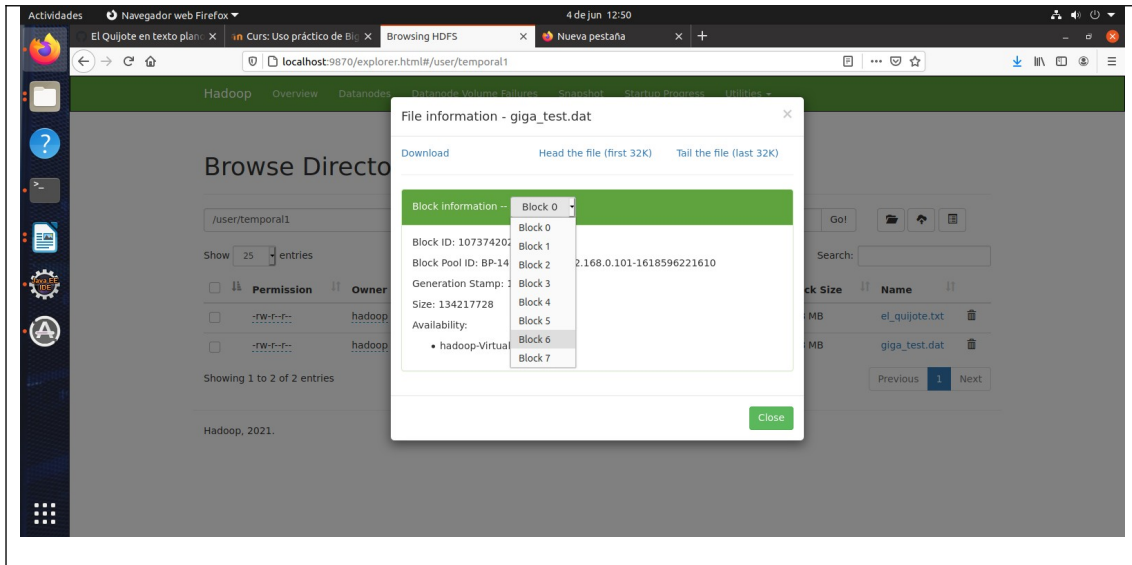 Actividades Navegador web Firefox 4 de jun 12:50
El Quijote en texto plano Curs: Uso práctico de Big Browsing HDFS Nueva pestaña
localhost:9870/explorer.html#/user/temporal1
Hadoop Overview Datanodes Datanode Volume Failures Snapshot Startup Progress Utilities
File information - giga_test.dat
Download Head the file (first 32K) Tail the file (last 32K)
Browse Directo
Block information -- Block 0
/user/temporal1 Go!
Block 0
Block ID: 107374202 Block 1
Show 25 entries Search:
Block Pool ID: BP-14 Block 2 2.168.0.101-1618596221610
Generation Stamp: 1 Block 3
Permission Owner ck Size Name
Size: 134217728 Block 4
-rw-r--r-- hadoop MB el_quijote.txt
Availability: Block 5
hadoop-Virtual Block 6
-rw-r--r-- hadoop MB giga_test.dat
Block 7
Showing 1 to 2 of 2 entries Previous 1 Next
Close
Hadoop, 2021.